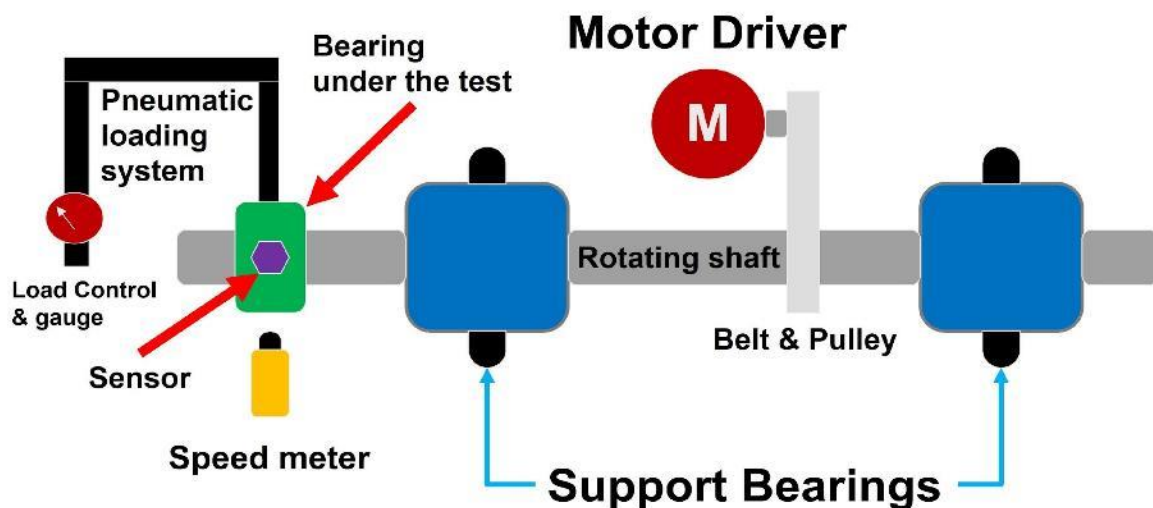 Motor Driver
Bearing
under the test
Pneumatic
loading
system
M
Rotating shaft
Load Control
& gauge
Belt & Pulley
Sensor
Speed meter
Support Bearings